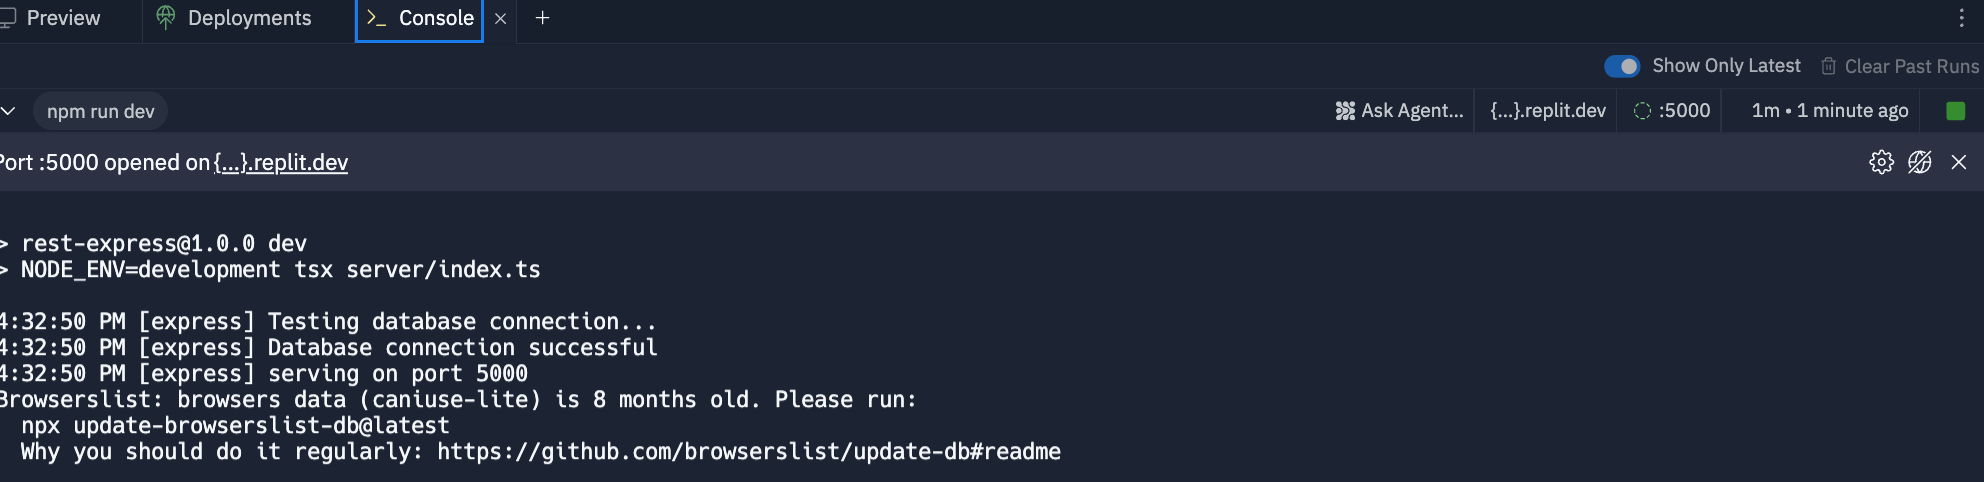 Preview Deployments Console
Show Only Latest Clear Past Runs
npm run dev Ask Agent... {...}.replit.dev :5000 1m • 1 minute ago
Port :5000 opened on {...}.replit.dev
> rest-express@1.0.0 dev
> NODE_ENV=development tsx server/index.ts
4:32:50 PM [express] Testing database connection...
4:32:50 PM [express] Database connection successful
4:32:50 PM [express] serving on port 5000
Browserslist: browsers data (caniuse-lite) is 8 months old. Please run:
npx update-browserslist-db@latest
Why you should do it regularly: https://github.com/browserslist/update-db#readme